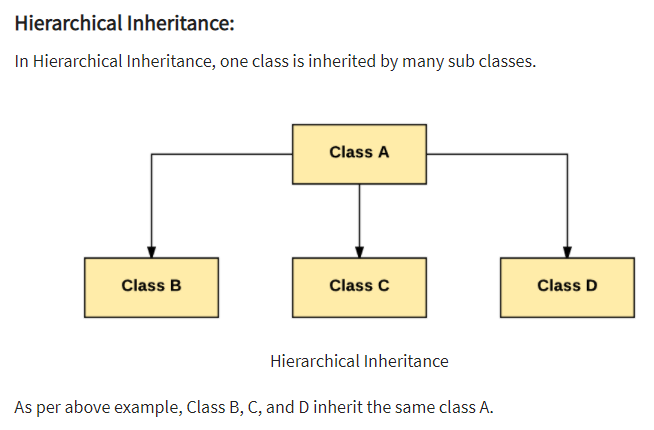 Hierarchical Inheritance:
In Hierarchical Inheritance, one class is inherited by many sub classes.
Class A
Class B
Class C
Class D
Hierarchical Inheritance
As per above example, Class B, C, and D inherit the same class A.